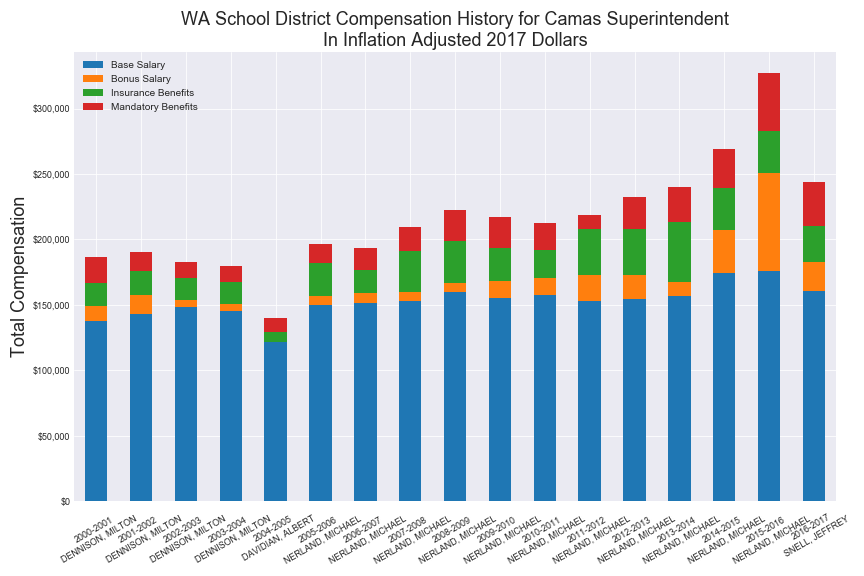 WA School District Compensation History for Camas Superintendent
In Inflation Adjusted 2017 Dollars
Base Salary
Bonus Salary
Insurance Benefits
Mandatory Benefits
Total Compensation
$300,000
$250,000
$200,000
$150,000
$100,000
$50,000
$0
2000-2001
DENNISON, MILTON
2001-2002
DENNISON, MILTON
2002-2003
DENNISON, MILTON
2003-2004
DENNISON, MILTON
2004-2005
DAVIDIAN, ALBERT
2005-2006
NERLAND, MICHAEL
2006-2007
NERLAND, MICHAEL
2007-2008
NERLAND, MICHAEL
2008-2009
NERLAND, MICHAEL
2009-2010
NERLAND, MICHAEL
2010-2011
NERLAND, MICHAEL
2011-2012
NERLAND, MICHAEL
2012-2013
NERLAND, MICHAEL
2013-2014
NERLAND, MICHAEL
2014-2015
NERLAND, MICHAEL
2015-2016
NERLAND, MICHAEL
2016-2017
SNELL, JEFFREY